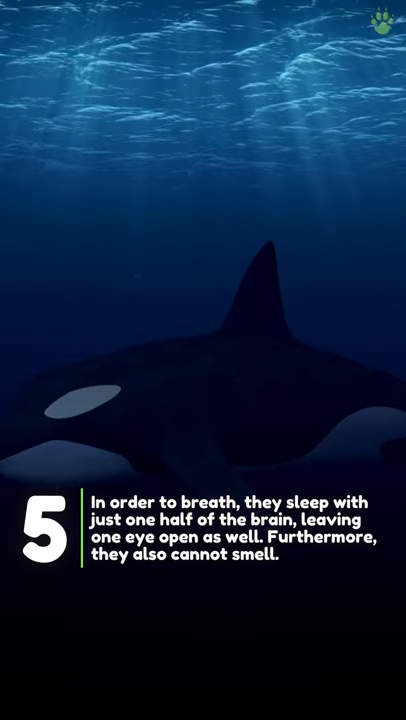 5
In order to breath, they sleep with
just one half of the brain, leaving
one eye open as well. Furthermore,
they also cannot smell.